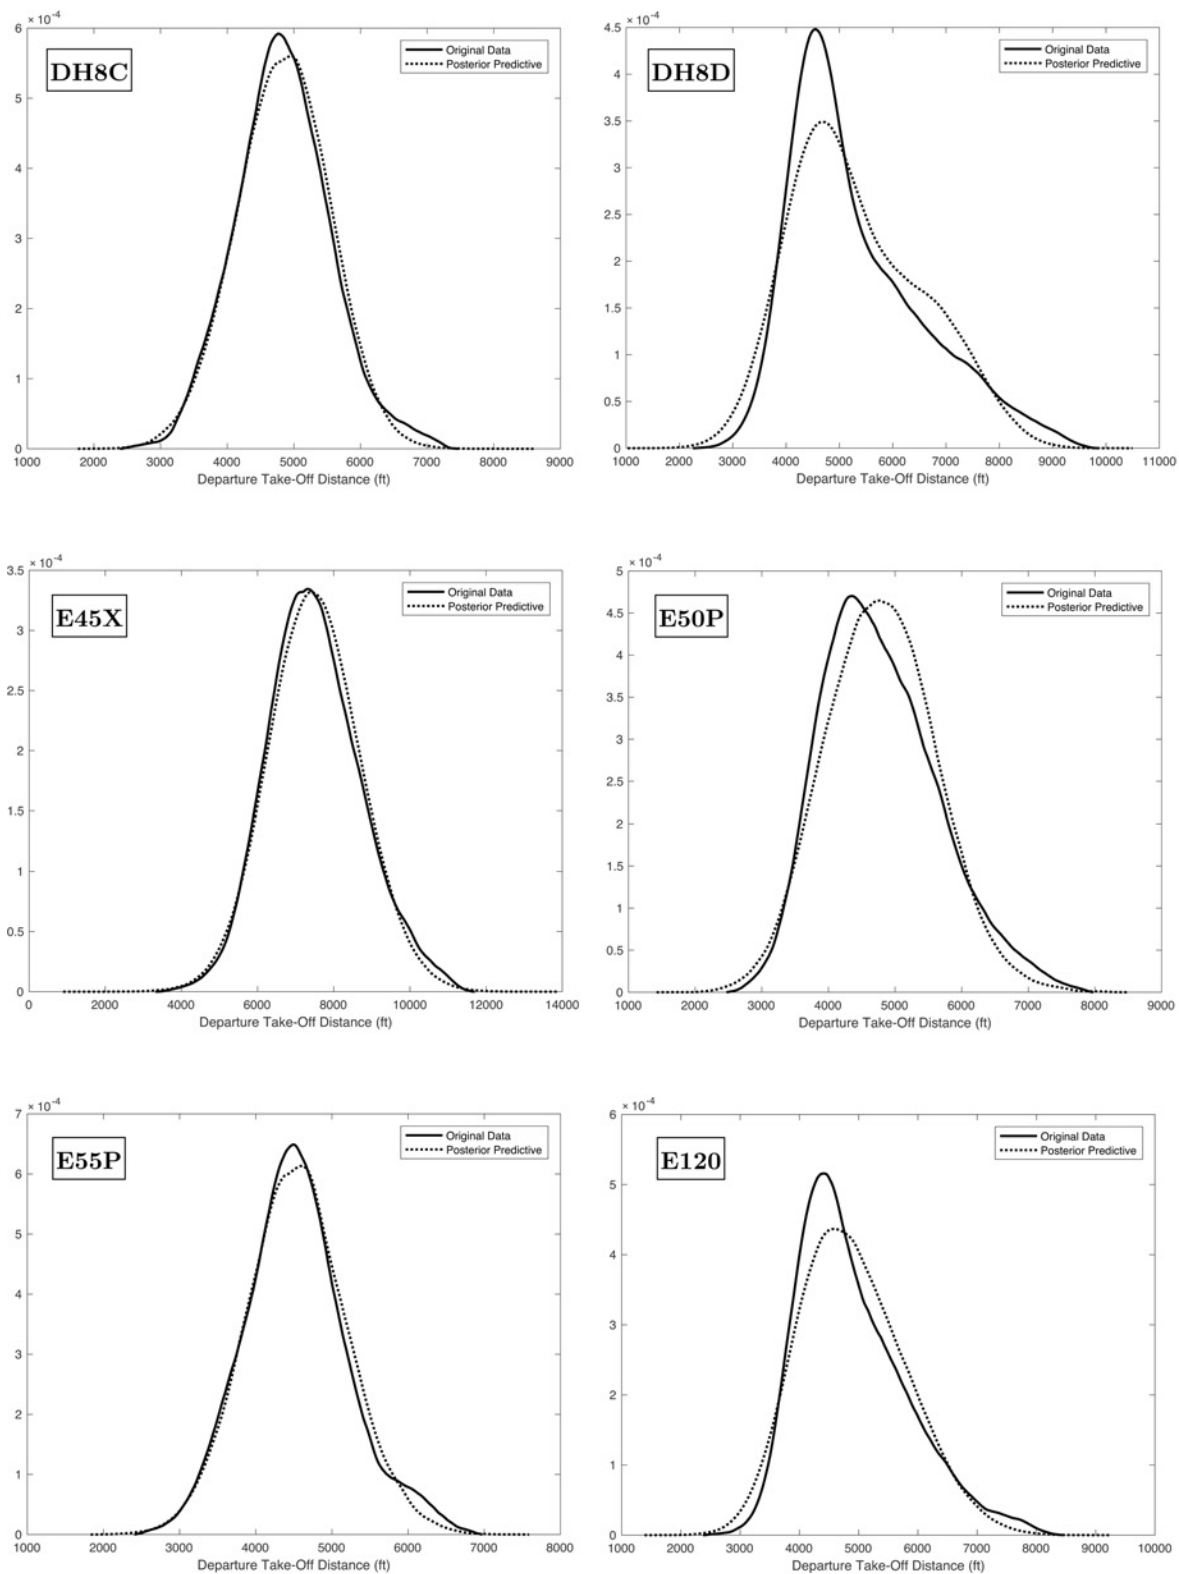 × 10^-4
DH8C
Original Data
Posterior Predictive
6
5
4
3
2
1
0
1000 2000 3000 4000 5000 6000 7000 8000 9000
Departure Take-Off Distance (ft)
× 10^-4
DH8D
Original Data
Posterior Predictive
4.5
4
3.5
3
2.5
2
1.5
1
0.5
0
1000 2000 3000 4000 5000 6000 7000 8000 9000 10000 11000
Departure Take-Off Distance (ft)
× 10^-4
E45X
Original Data
Posterior Predictive
3.5
3
2.5
2
1.5
1
0.5
0
0 2000 4000 6000 8000 10000 12000 14000
Departure Take-Off Distance (ft)
× 10^-4
E50P
Original Data
Posterior Predictive
5
4.5
4
3.5
3
2.5
2
1.5
1
0.5
0
1000 2000 3000 4000 5000 6000 7000 8000 9000
Departure Take-Off Distance (ft)
× 10^-4
E55P
Original Data
Posterior Predictive
7
6
5
4
3
2
1
0
1000 2000 3000 4000 5000 6000 7000 8000
Departure Take-Off Distance (ft)
× 10^-4
E120
Original Data
Posterior Predictive
6
5
4
3
2
1
0
1000 2000 3000 4000 5000 6000 7000 8000 9000 10000
Departure Take-Off Distance (ft)